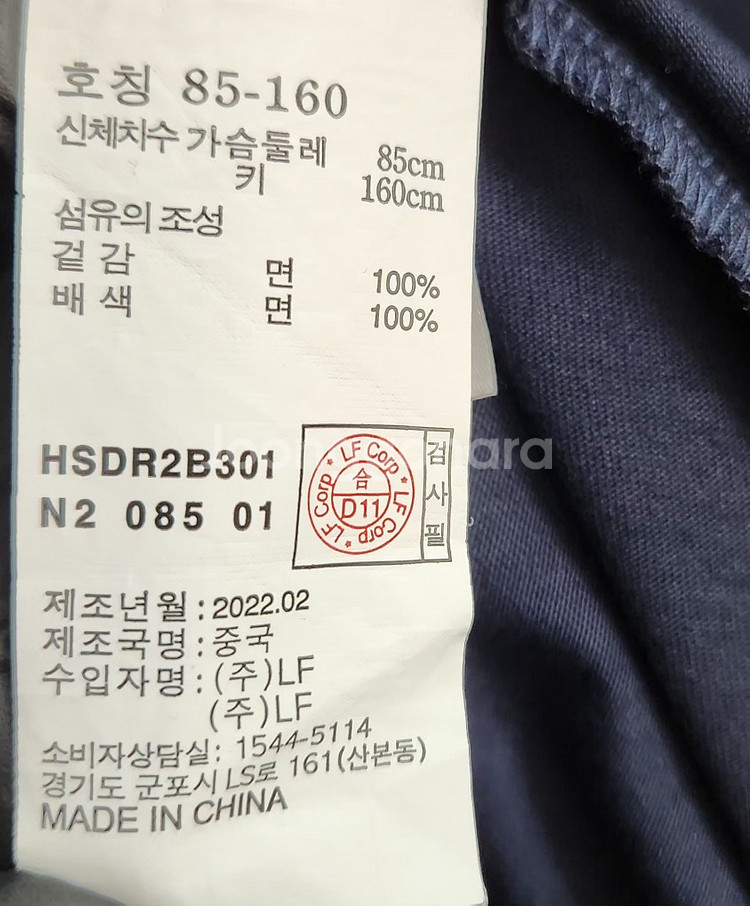 호칭 85-160
신체치수 가슴둘레 85cm
키 160cm
섬유의 조성
겉감 면 100%
배색 면 100%
HSDR2B301
N2 085 01
LF Corp * LF Corp * LF Corp *
合
D11
검사필
제조년월 : 2022.02
제조국명 : 중국
수입자명 : (주)LF
(주)LF
소비자상담실: 1544-5114
경기도 군포시 LS로 161(산본동)
MADE IN CHINA